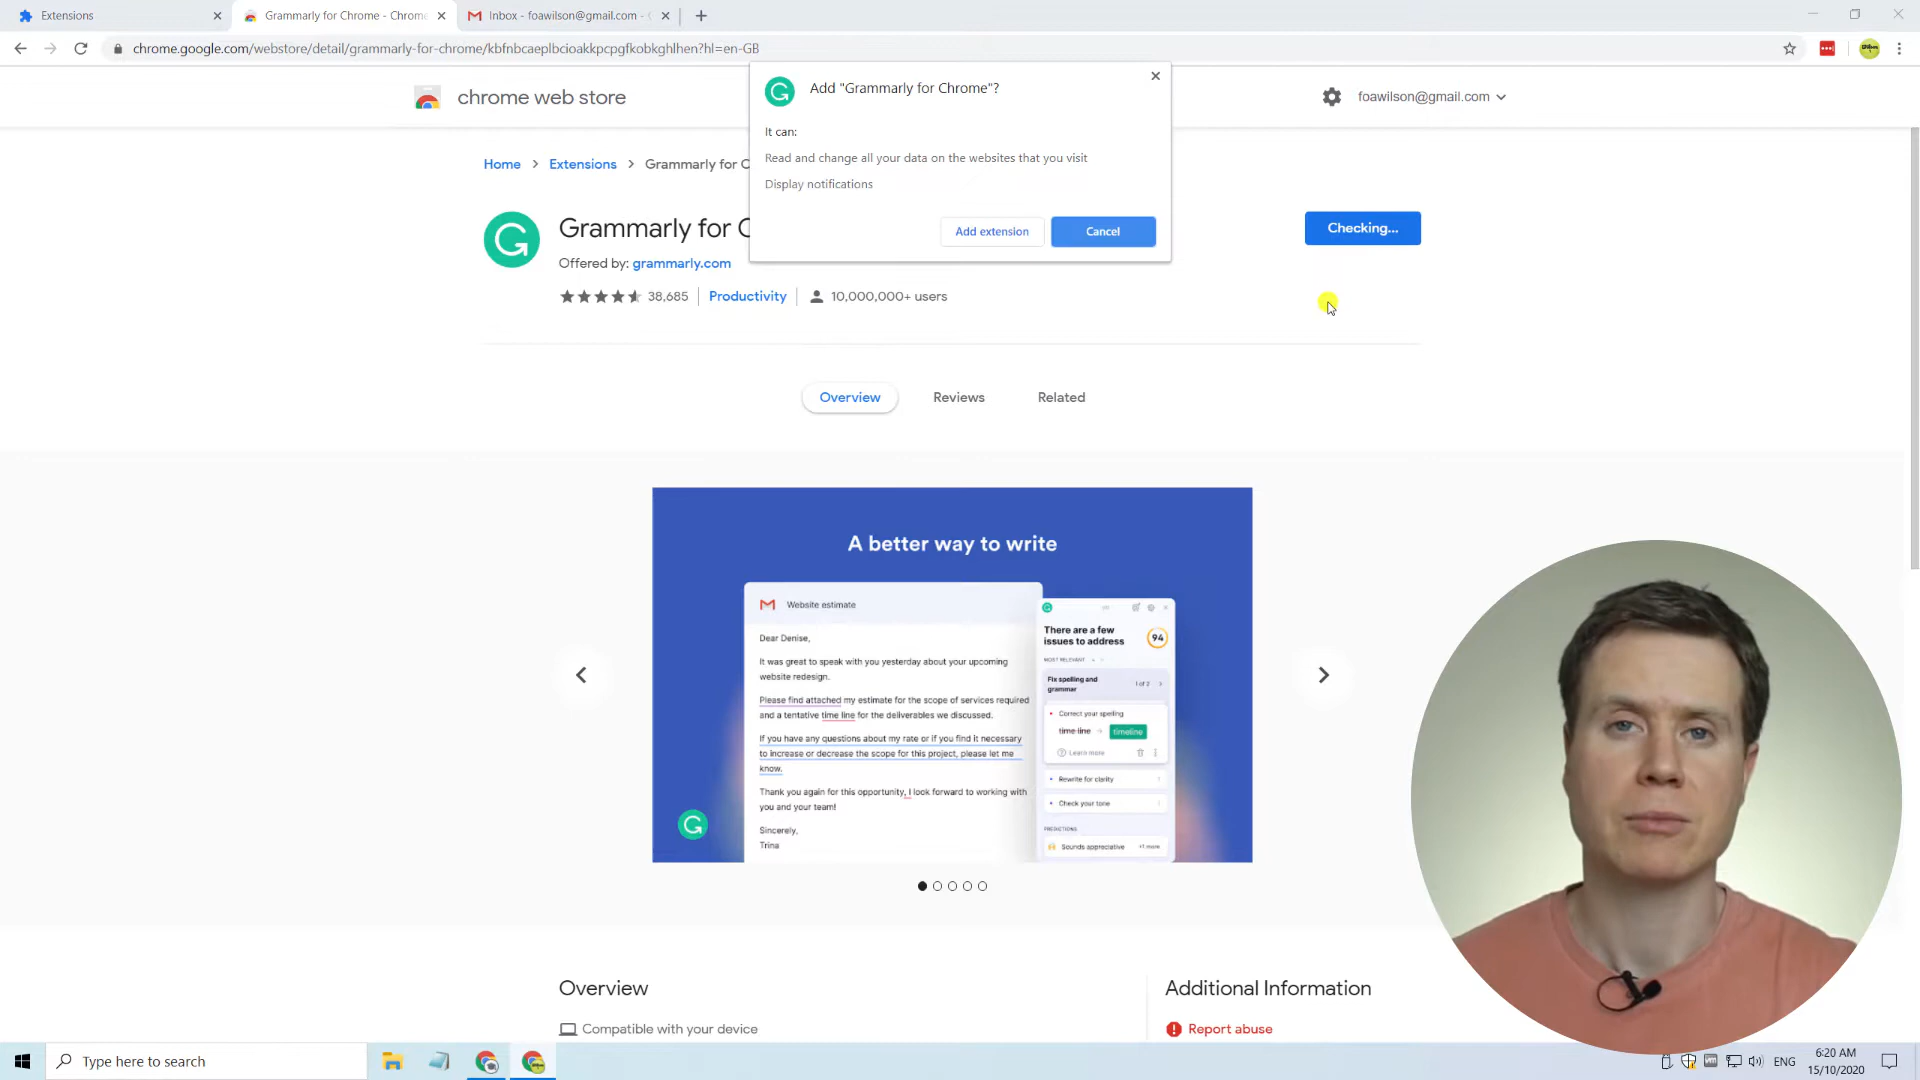 Extensions
Grammarly for Chrome - Chrome
Inbox - foawilson@gmail.com -
chrome.google.com/webstore/detail/grammarly-for-chrome/kbfnbcaeplbcioakkpcpgfkobkghlhen?hl=en-GB
chrome web store
foawilson@gmail.com
Add "Grammarly for Chrome"?
It can:
Read and change all your data on the websites that you visit
Display notifications
Add extension
Cancel
Home
Extensions
Grammarly for C
Grammarly for C
Checking...
Offered by: grammarly.com
38,685
Productivity
10,000,000+ users
Overview
Reviews
Related
A better way to write
Website estimate
Dear Denise,
It was great to speak with you yesterday about your upcoming
website redesign.
Please find attached my estimate for the scope of services required
and a tentative time line for the deliverables we discussed.
If you have any questions about my rate or if you find it necessary
to increase or decrease the scope for this project, please let me
know.
Thank you again for this opportunity, I look forward to working with
you and your team!
Sincerely,
Trina
There are a few
issues to address
94
MOST RELEVANT
Fix spelling and
grammar
1 of 2
Correct your spelling
time line
timeline
Learn more
Rewrite for clarity
Check your tone
PREDICTIONS
Sounds appreciative
+1 more
Overview
Compatible with your device
Additional Information
Report abuse
Type here to search
ENG
6:20 AM
15/10/2020